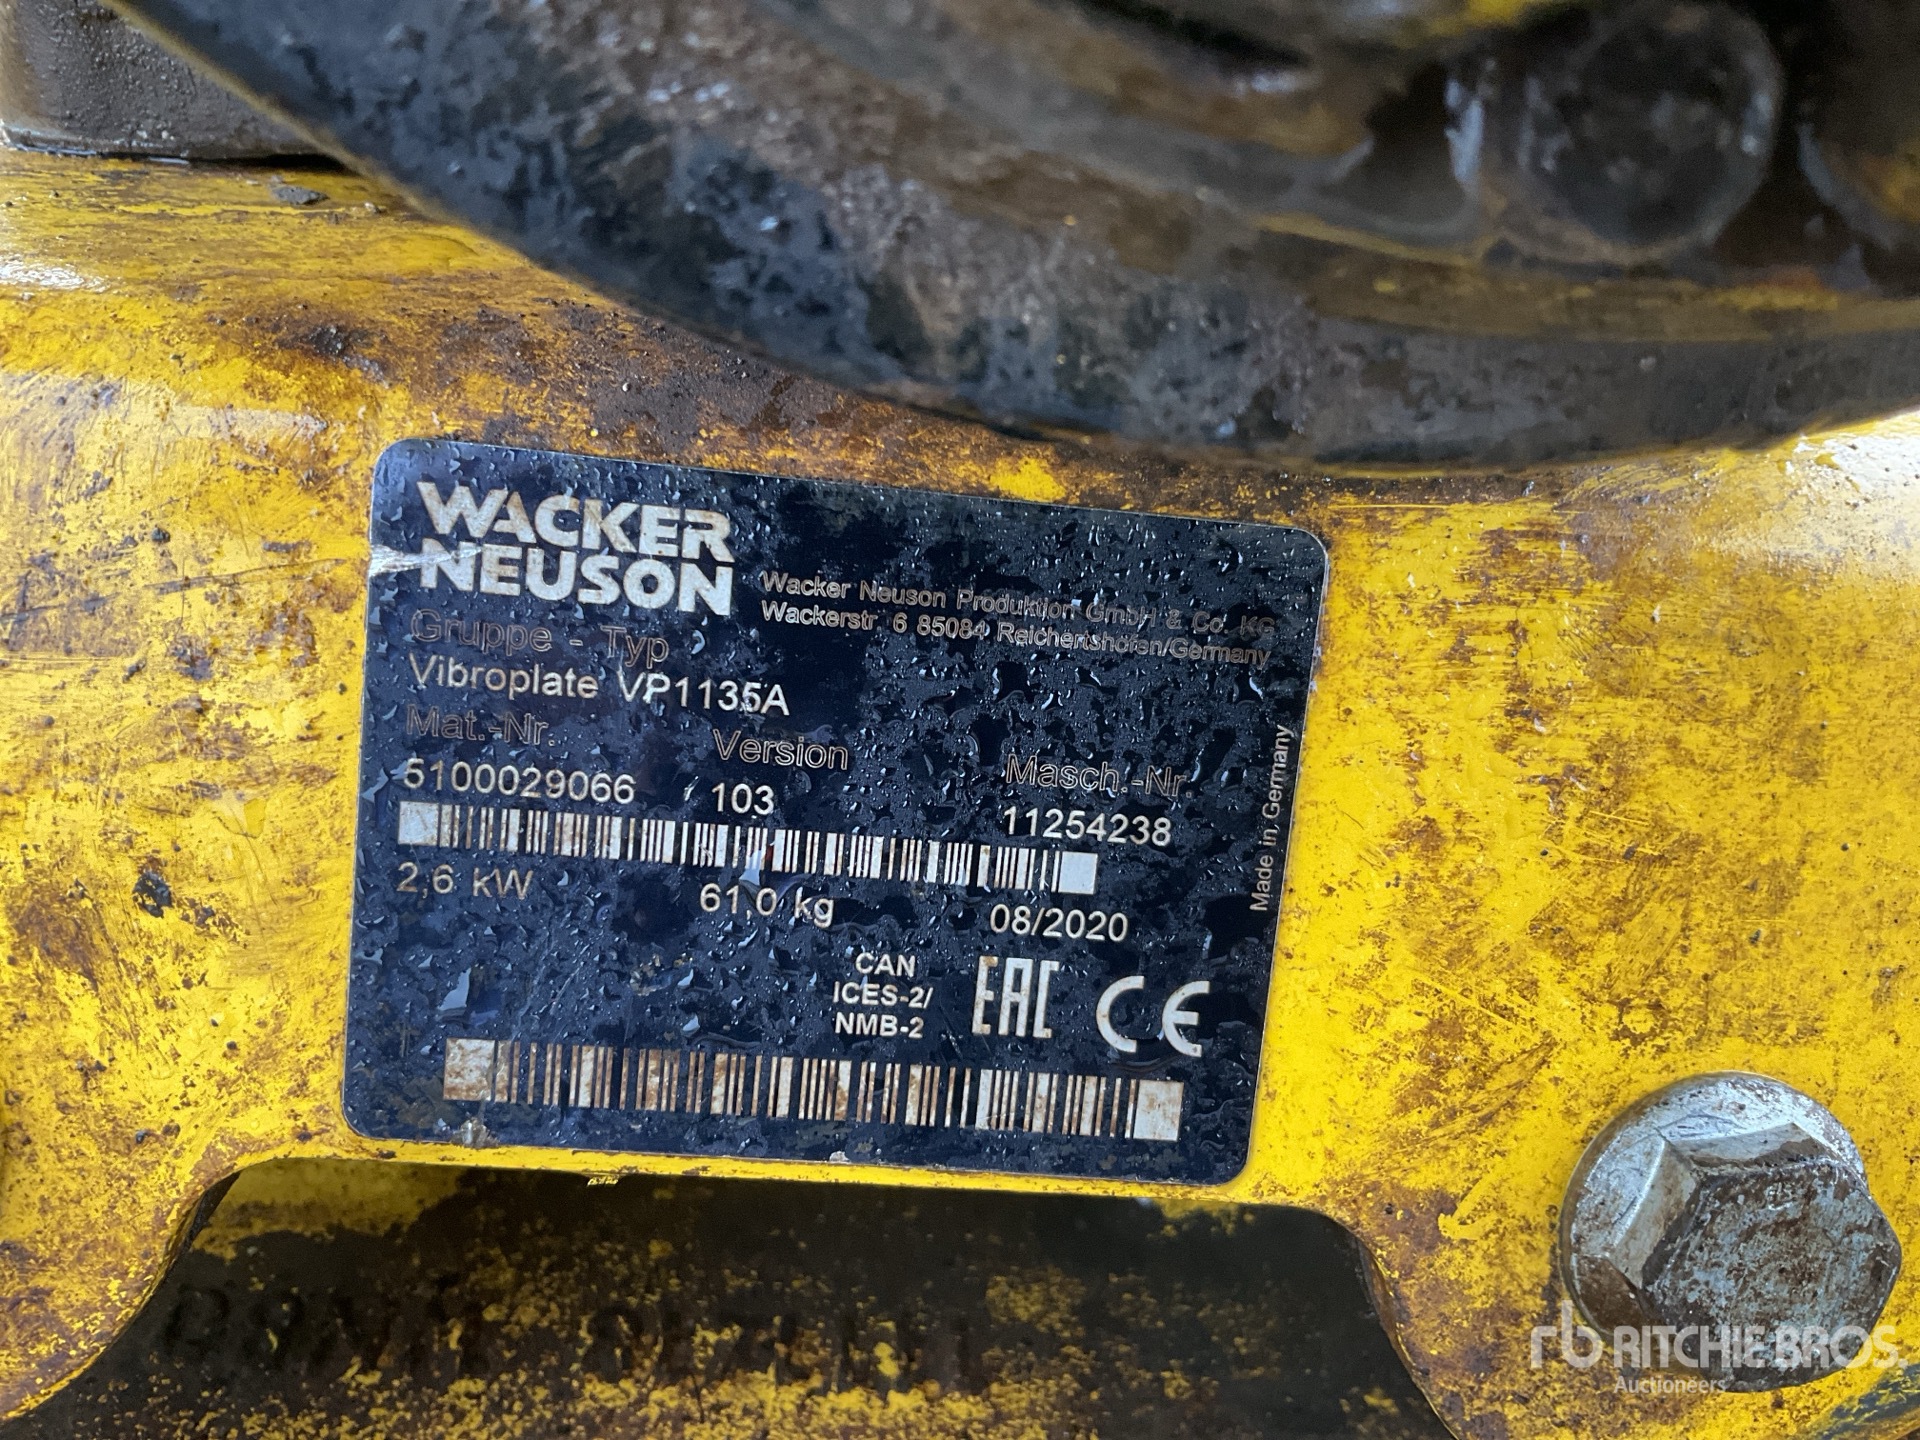 WACKER
NEUSON
Wacker Neuson Produktion GmbH & Co. KG
Wackerstr. 6 85084 Reichertshofen/Germany
Gruppe - Typ
Vibroplate VP1135A
Mat.-Nr. Version Masch.-Nr.
5100029066 103 11254238
2,6 kW 61,0 kg 08/2020
Made in Germany
CAN
ICES-2/
NMB-2
EAC CE
rb RITCHIE BROS.
Auctioneers